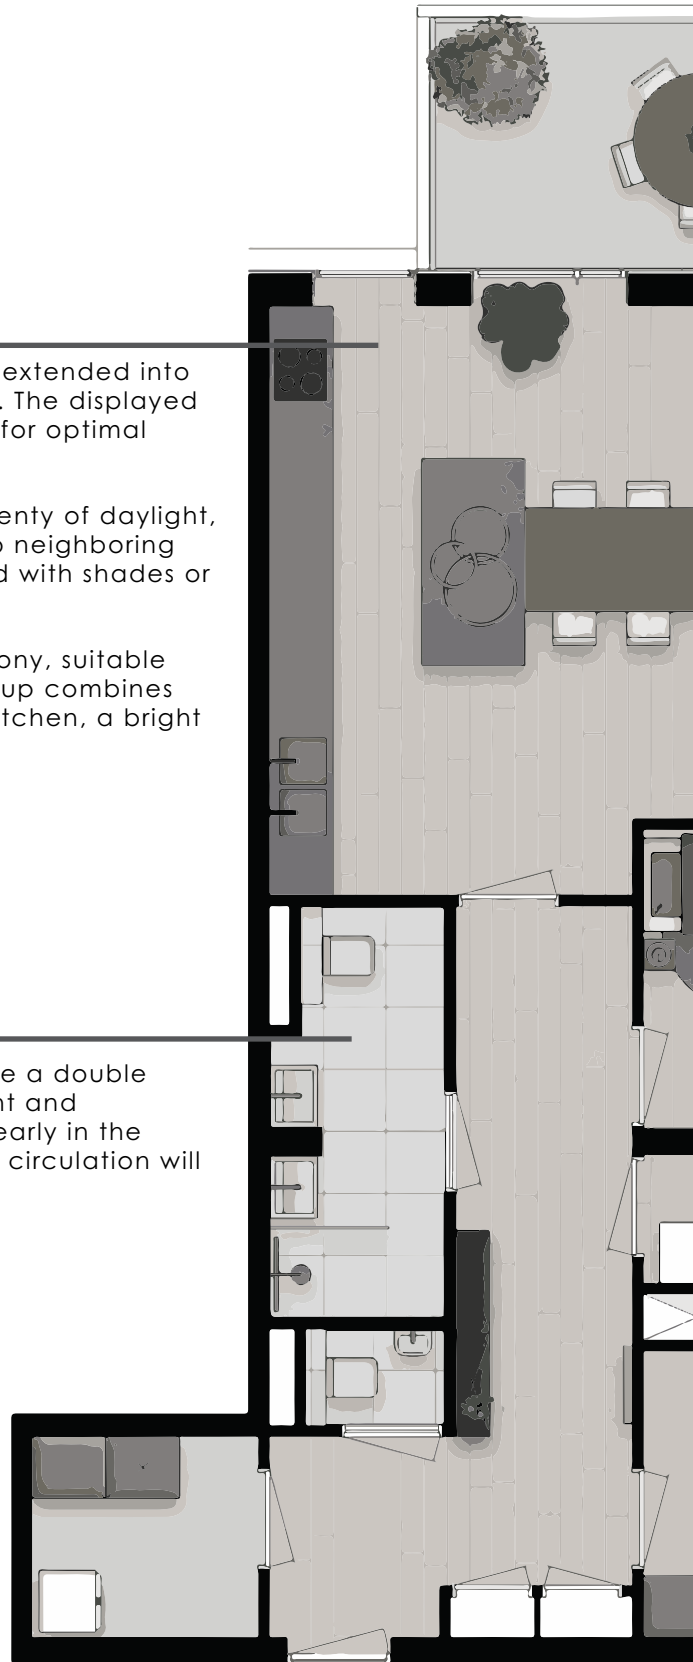 extended into
. The displayed
for optimal
enty of daylight,
neighboring
d with shades or
ony, suitable
up combines
tchen, a bright
e a double
nt and
early in the
circulation will